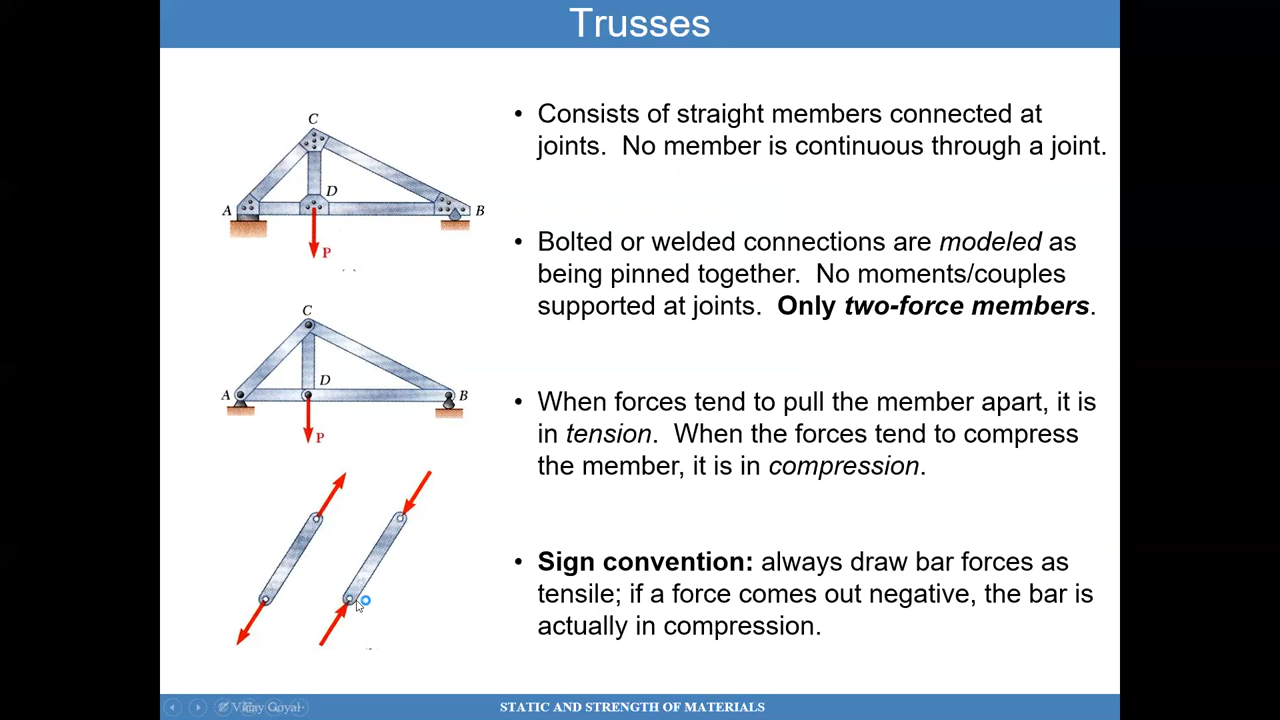 Trusses
C
D
A
B
P
C
D
A
B
P
• Consists of straight members connected at
joints. No member is continuous through a joint.
• Bolted or welded connections are modeled as
being pinned together. No moments/couples
supported at joints. Only two-force members.
• When forces tend to pull the member apart, it is
in tension. When the forces tend to compress
the member, it is in compression.
• Sign convention: always draw bar forces as
tensile; if a force comes out negative, the bar is
actually in compression.
Vijay Goyal
STATIC AND STRENGTH OF MATERIALS